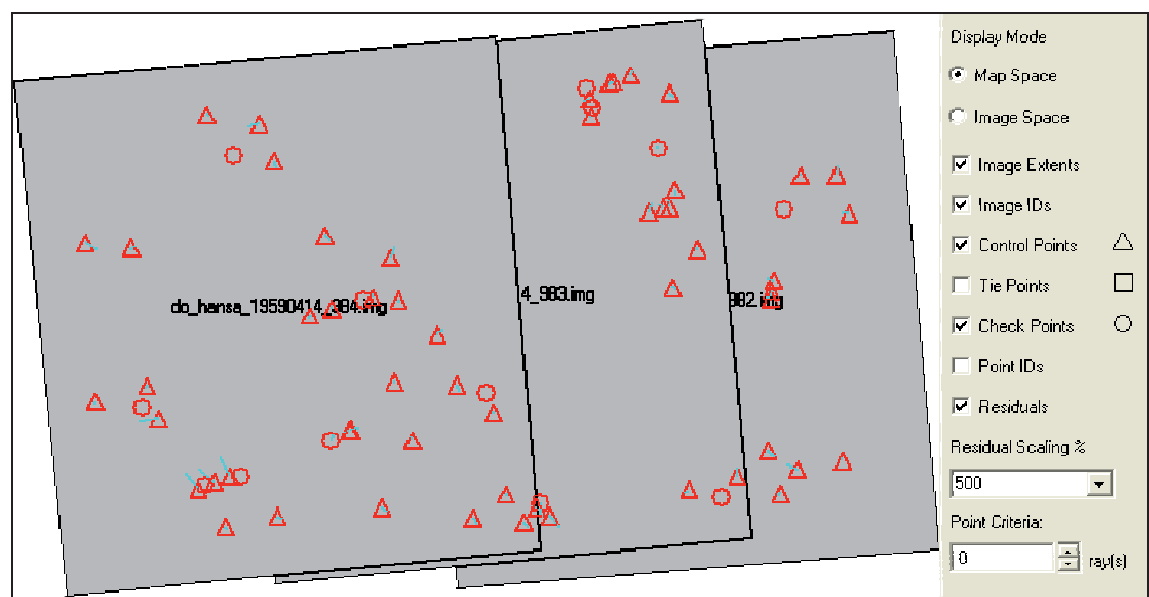 do_hansa_19590414_984.img
4_983.img
982.img
Display Mode
Map Space
Image Space
Image Extents
Image IDs
Control Points
Tie Points
Check Points
Point IDs
Residuals
Residual Scaling %
500
Point Criteria:
0
ray(s)